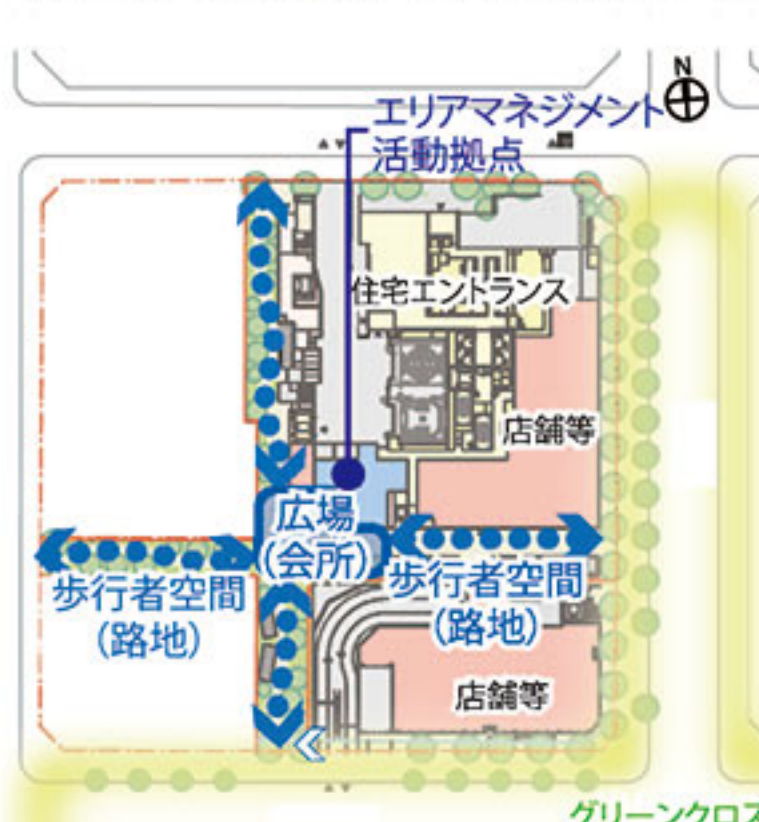 N
エリアマネジメント
活動拠点
住宅エントランス
店舗等
広場
(会所)
歩行者空間
(路地)
歩行者空間
(路地)
店舗等
グリーンクロス